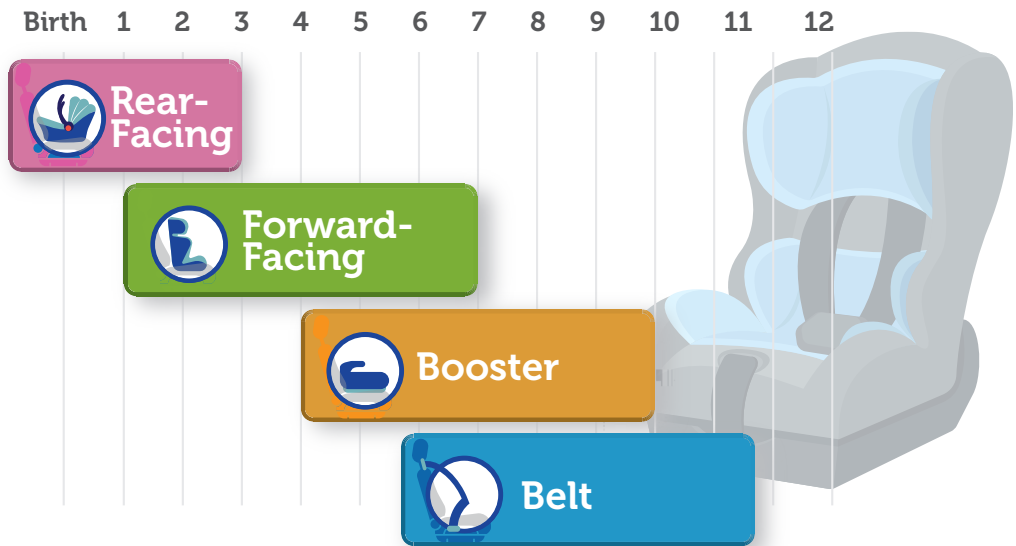 Birth 1 2 3 4 5 6 7 8 9 10 11 12
Rear-
Facing
Forward-
Facing
Booster
Belt